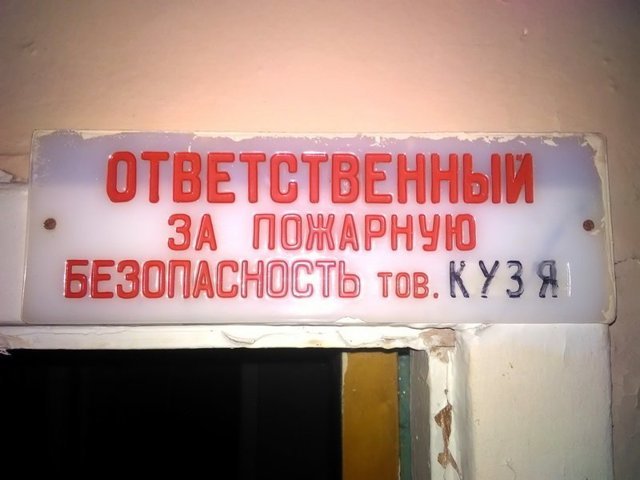 ОТВЕТСТВЕННЫЙ
ЗА ПОЖАРНУЮ
БЕЗОПАСНОСТЬ ТОВ. КУЗЯ